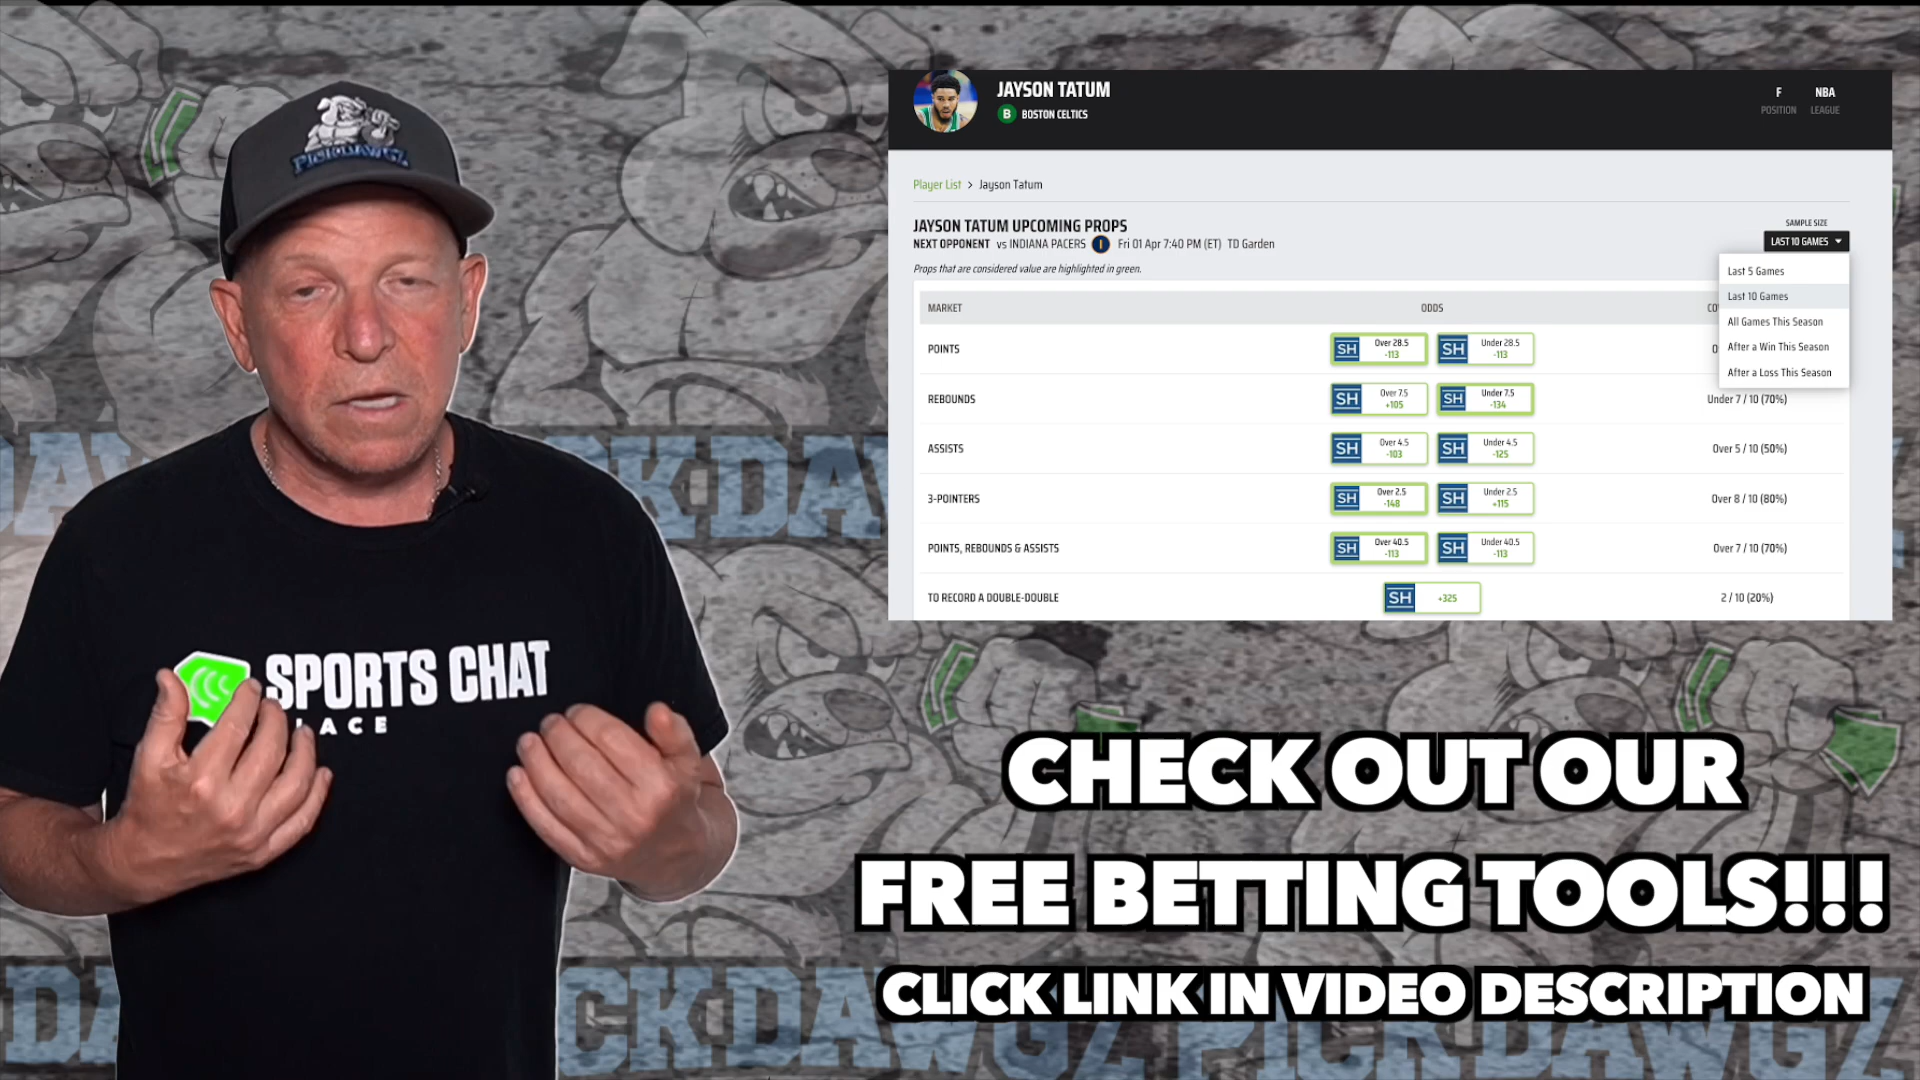 JAYSON TATUM
B BOSTON CELTICS
F NBA
POSITION LEAGUE
Player List > Jayson Tatum
JAYSON TATUM UPCOMING PROPS
NEXT OPPONENT vs INDIANA PACERS Fri 01 Apr 7:40 PM (ET) TD Garden
Props that are considered value are highlighted in green.
SAMPLE SIZE
LAST 10 GAMES
Last 5 Games
Last 10 Games
All Games This Season
After a Win This Season
After a Loss This Season
MARKET ODDS
POINTS SH Over 28.5 -113 SH Under 28.5 -113
REBOUNDS SH Over 7.5 +105 SH Under 7.5 -134 Under 7 / 10 (70%)
ASSISTS SH Over 4.5 -103 SH Under 4.5 -125 Over 5 / 10 (50%)
3-POINTERS SH Over 2.5 -148 SH Under 2.5 +115 Over 8 / 10 (80%)
POINTS, REBOUNDS & ASSISTS SH Over 40.5 -113 SH Under 40.5 -113 Over 7 / 10 (70%)
TO RECORD A DOUBLE-DOUBLE SH +325 2 / 10 (20%)
PICKDAWGZ
SPORTS CHAT
LACE
CHECK OUT OUR
FREE BETTING TOOLS!!!
CLICK LINK IN VIDEO DESCRIPTION
CK DAWGZ PICK DAWGZ